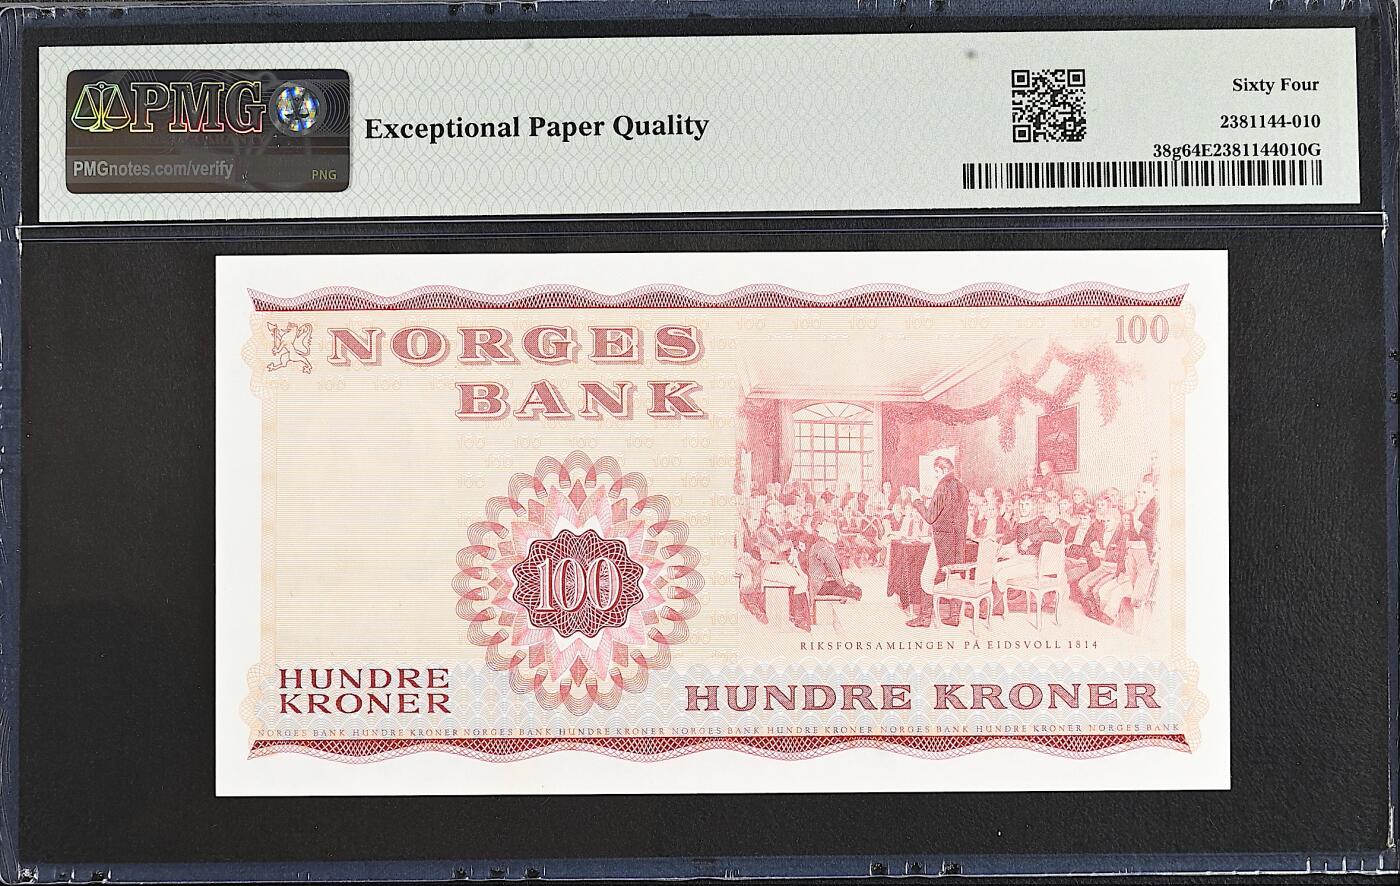 PMG
PMGnotes.com/verify
PNG
Exceptional Paper Quality
Sixty Four
2381144-010
38g64E2381144010G
NORGES
BANK
100
100
RIKSFORSAMLINGEN PÅ EIDSVOLL 1814
HUNDRE
KRONER
HUNDRE KRONER
NORGES BANK HUNDRE KRONER NORGES BANK HUNDRE KRONER NORGES BANK HUNDRE KRONER NORGES BANK HUNDRE KRONER NORGES BANK